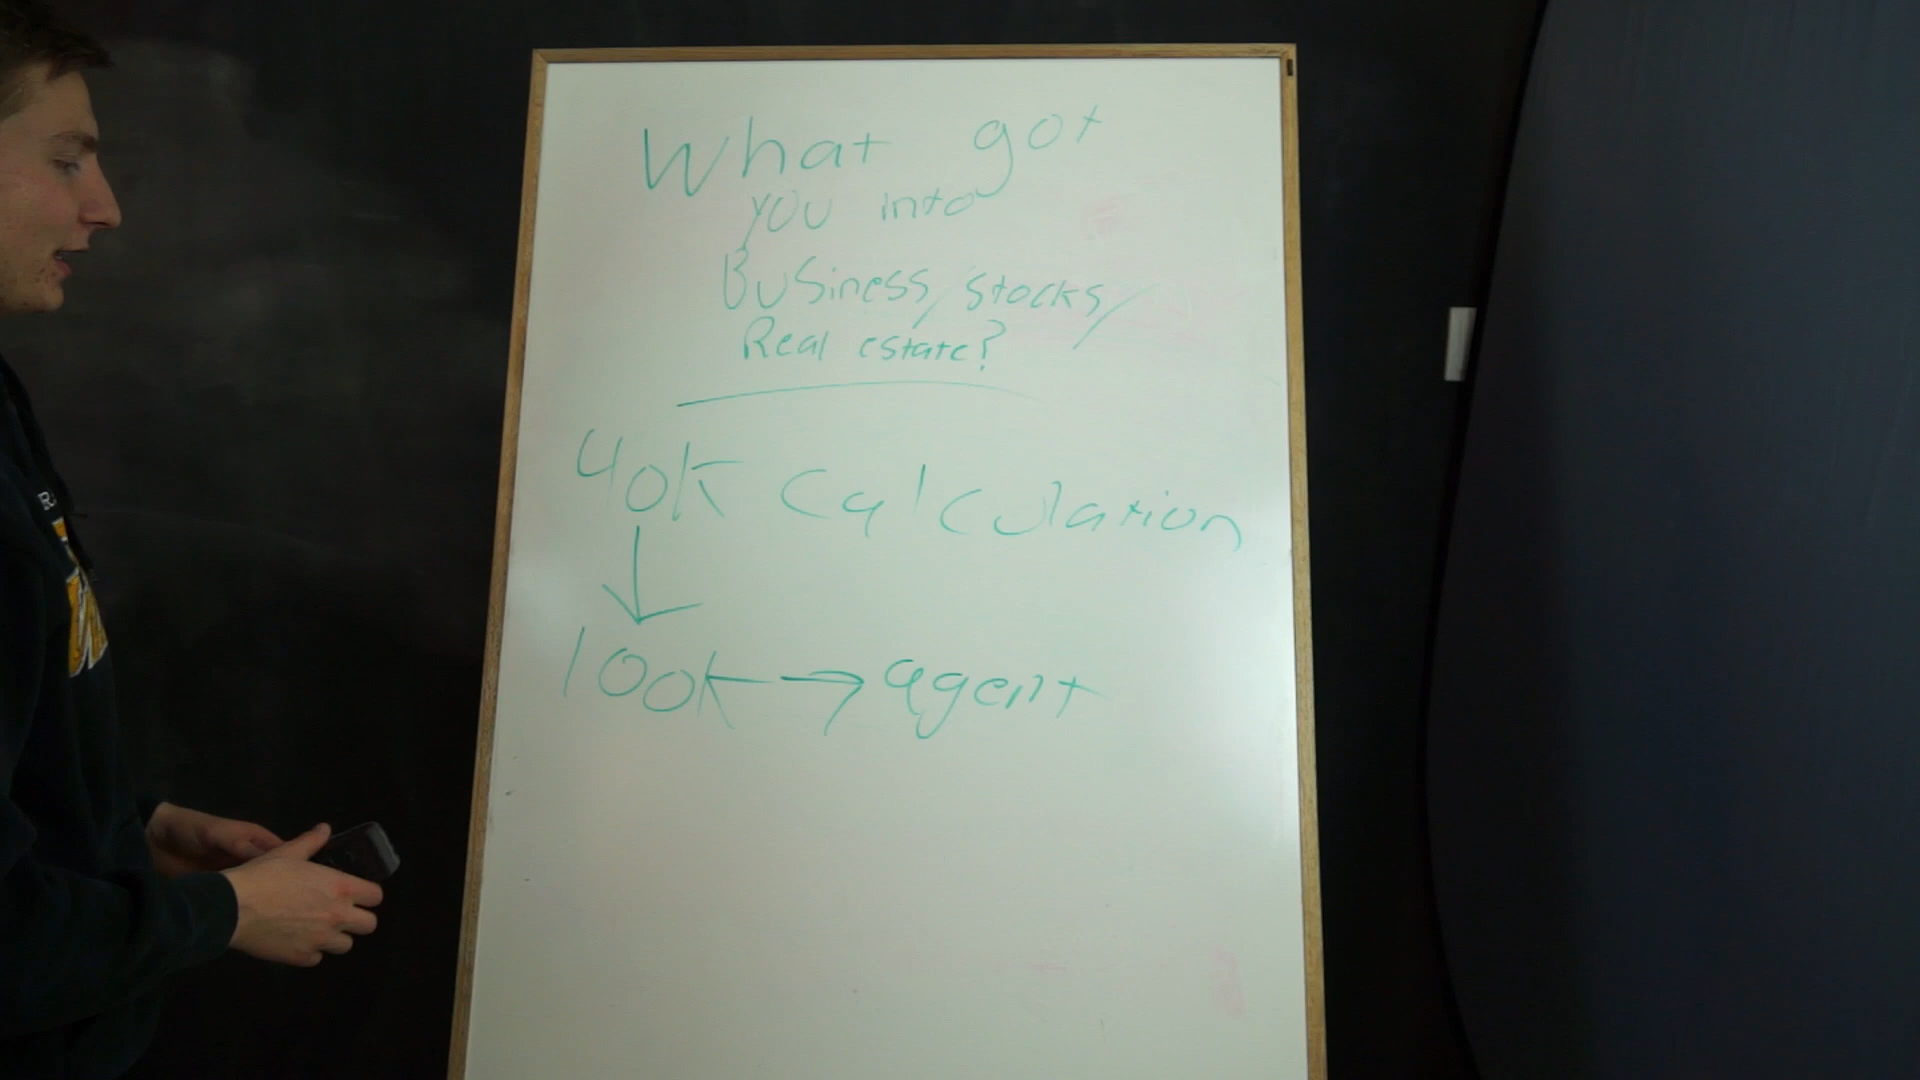 What got
you into
Business/stocks/
Real estate?
40k calculation
↓
100k → agent